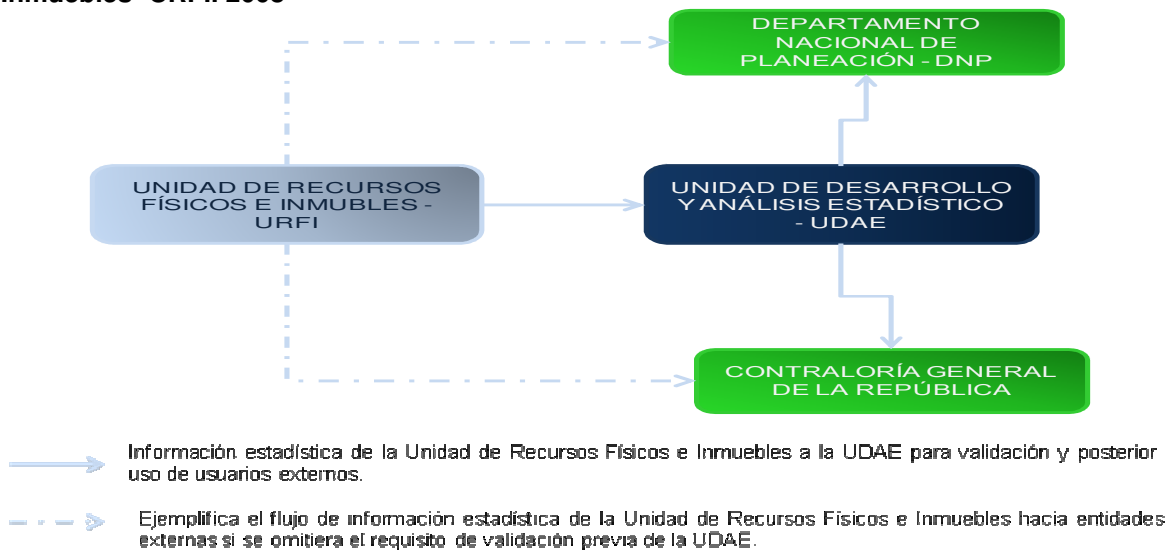 DEPARTAMENTO
NACIONAL DE
PLANEACIÓN - DNP
UNIDAD DE RECURSOS
FÍSICOS E INMUBLES -
URFI
UNIDAD DE DESARROLLO
Y ANÁLISIS ESTADÍSTICO
- UDAE
CONTRALORÍA GENERAL
DE LA REPÚBLICA
Información estadística de la Unidad de Recursos Físicos e Inmuebles a la UDAE para validación y posterior
uso de usuarios externos.
Ejemplifica el flujo de información estadística de la Unidad de Recursos Físicos e Inmuebles hacia entidades
externas si se omitiera el requisito de validación previa de la UDAE.